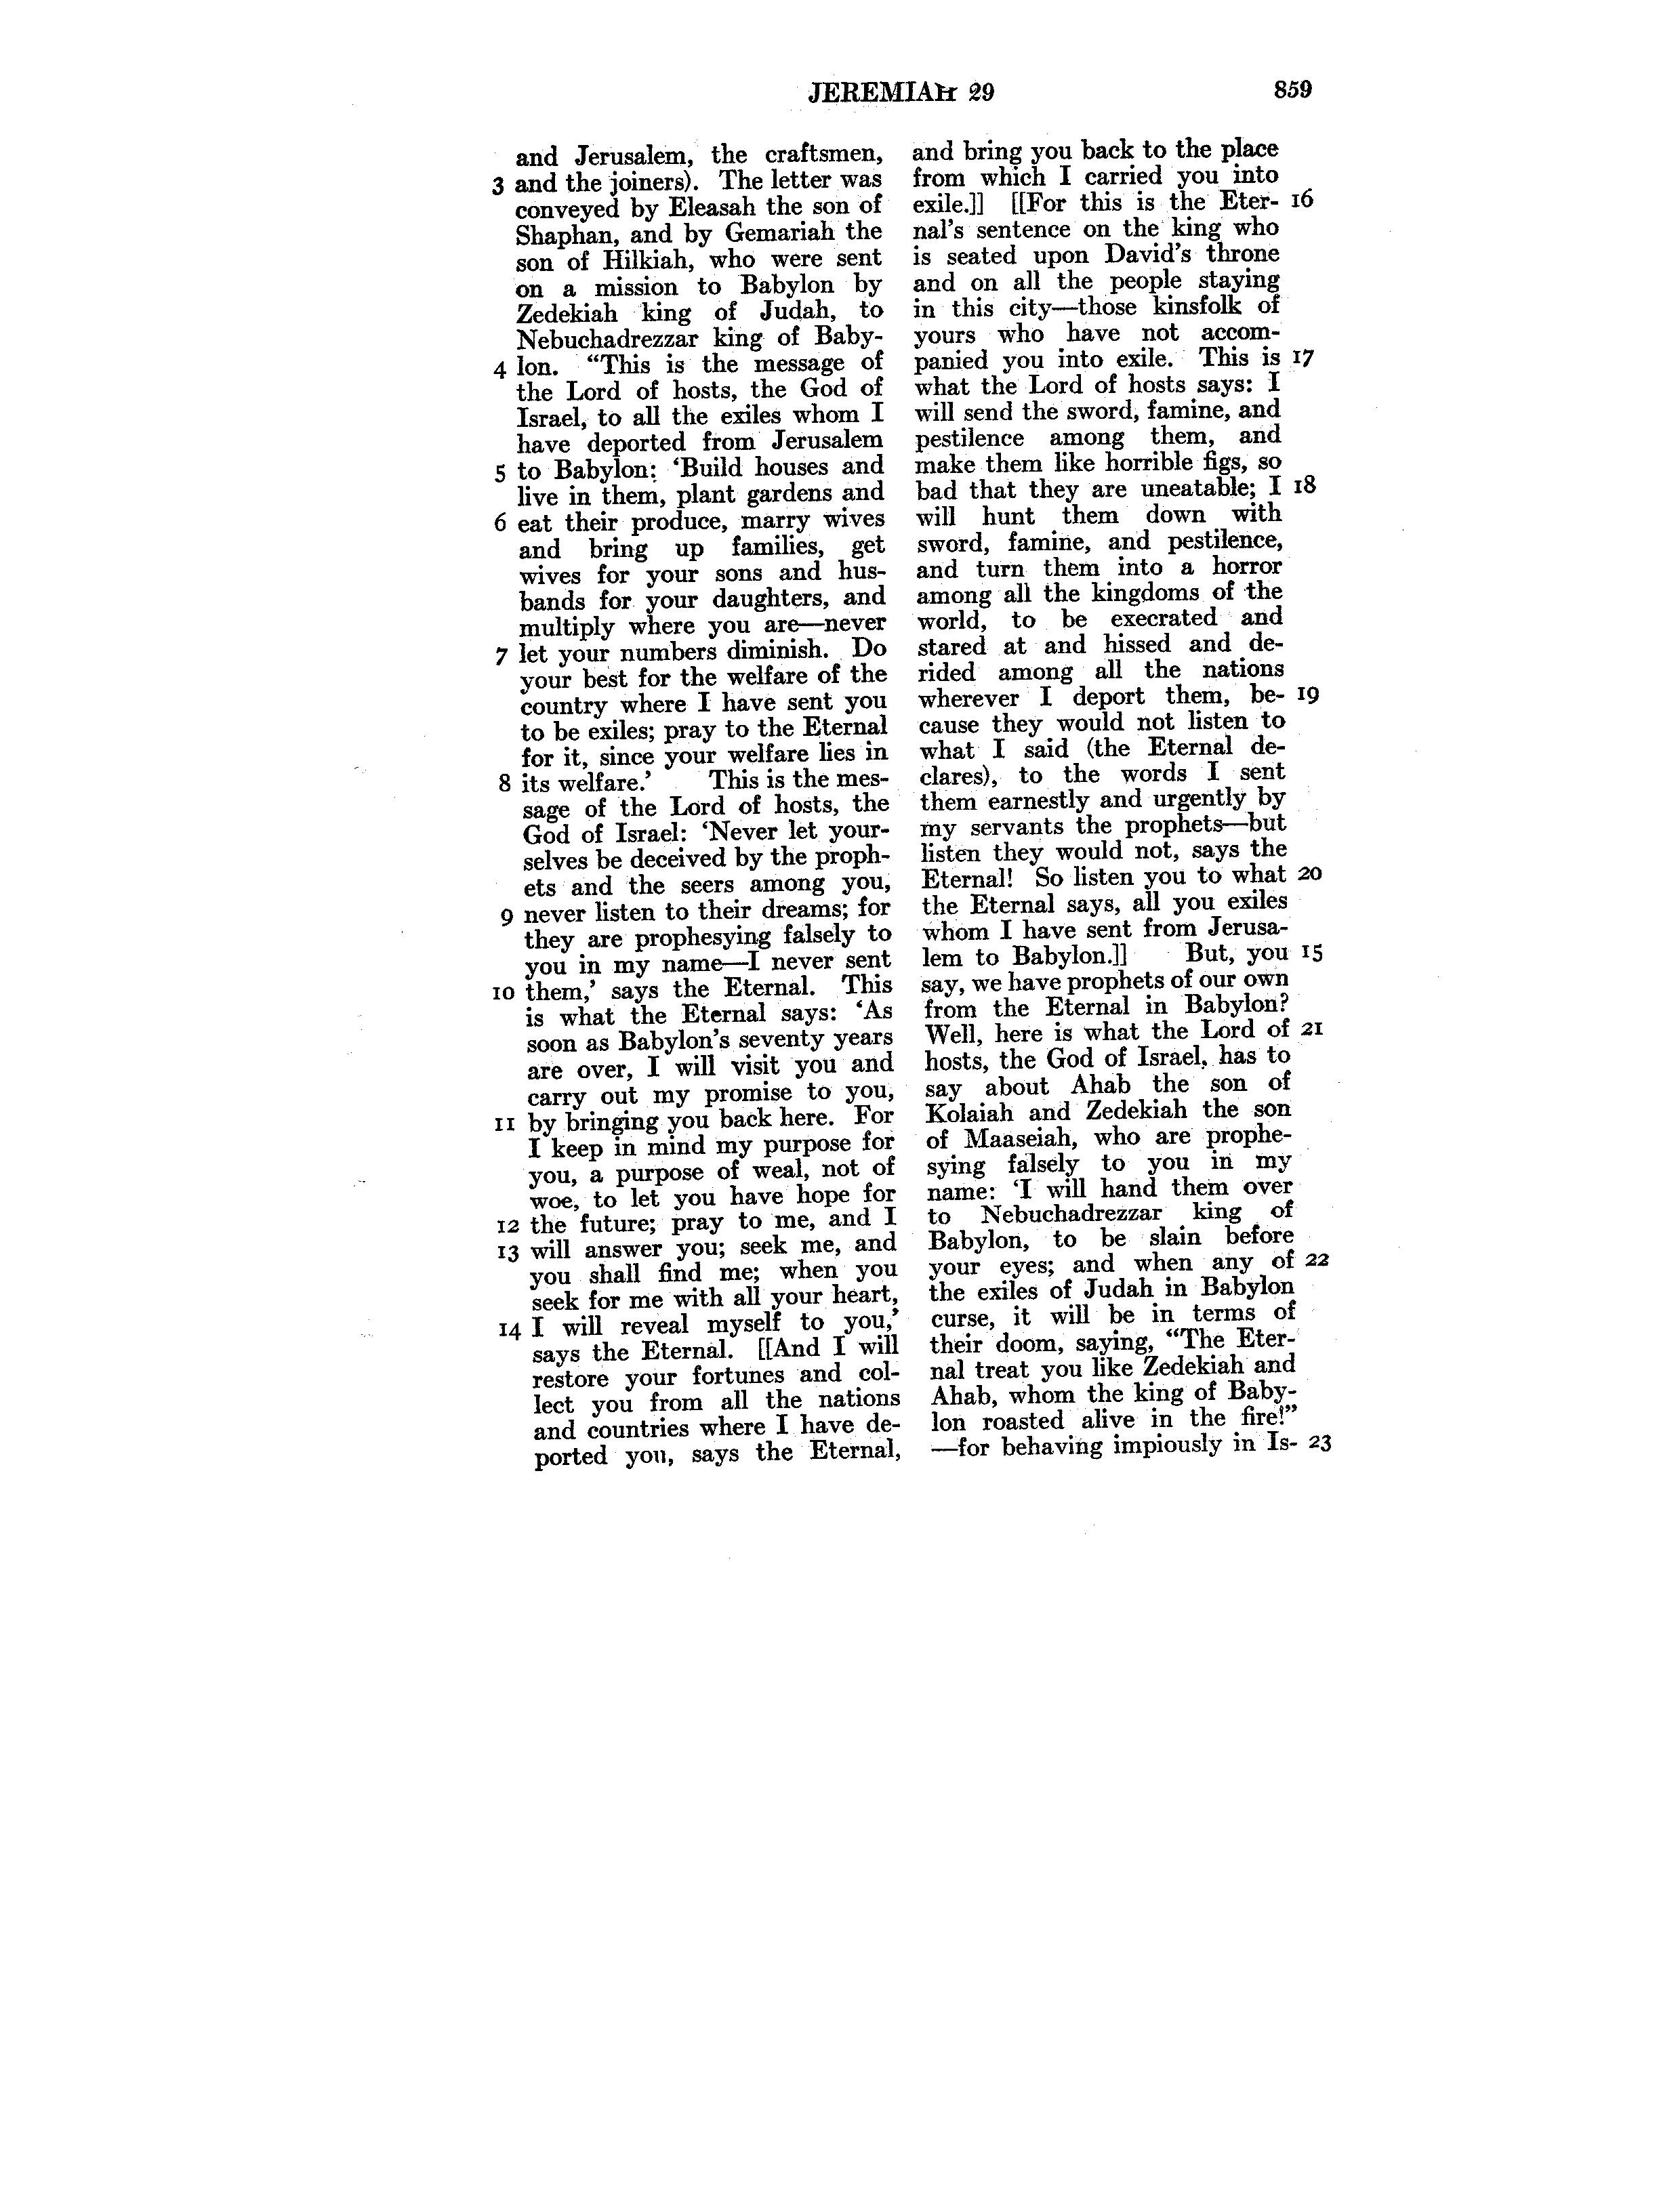 JEREMIAH 29 859
and Jerusalem, the craftsmen,
3 and the joiners). The letter was
conveyed by Eleasah the son of
Shaphan, and by Gemariah the
son of Hilkiah, who were sent
on a mission to Babylon by
Zedekiah king of Judah, to
Nebuchadrezzar king of Baby-
4 lon. “This is the message of
the Lord of hosts, the God of
Israel, to all the exiles whom I
have deported from Jerusalem
5 to Babylon: ‘Build houses and
live in them, plant gardens and
6 eat their produce, marry wives
and bring up families, get
wives for your sons and hus-
bands for your daughters, and
multiply where you are—never
7 let your numbers diminish. Do
your best for the welfare of the
country where I have sent you
to be exiles; pray to the Eternal
for it, since your welfare lies in
8 its welfare.’ This is the mes-
sage of the Lord of hosts, the
God of Israel: ‘Never let your-
selves be deceived by the proph-
ets and the seers among you,
9 never listen to their dreams; for
they are prophesying falsely to
you in my name—I never sent
10 them,’ says the Eternal. This
is what the Eternal says: ‘As
soon as Babylon’s seventy years
are over, I will visit you and
carry out my promise to you,
11 by bringing you back here. For
I keep in mind my purpose for
you, a purpose of weal, not of
woe, to let you have hope for
12 the future; pray to me, and I
13 will answer you; seek me, and
you shall find me; when you
seek for me with all your heart,
14 I will reveal myself to you,’
says the Eternal. [[And I will
restore your fortunes and col-
lect you from all the nations
and countries where I have de-
ported you, says the Eternal,
and bring you back to the place
from which I carried you into
exile.]] [[For this is the Eter- 16
nal’s sentence on the king who
is seated upon David’s throne
and on all the people staying
in this city—those kinsfolk of
yours who have not accom-
panied you into exile. This is 17
what the Lord of hosts says: I
will send the sword, famine, and
pestilence among them, and
make them like horrible figs, so
bad that they are uneatable; I 18
will hunt them down with
sword, famine, and pestilence,
and turn them into a horror
among all the kingdoms of the
world, to be execrated and
stared at and hissed and de-
rided among all the nations
wherever I deport them, be- 19
cause they would not listen to
what I said (the Eternal de-
clares), to the words I sent
them earnestly and urgently by
my servants the prophets—but
listen they would not, says the
Eternal! So listen you to what 20
the Eternal says, all you exiles
whom I have sent from Jerusa-
lem to Babylon.]] But, you 15
say, we have prophets of our own
from the Eternal in Babylon?
Well, here is what the Lord of 21
hosts, the God of Israel, has to
say about Ahab the son of
Kolaiah and Zedekiah the son
of Maaseiah, who are prophe-
sying falsely to you in my
name: ‘I will hand them over
to Nebuchadrezzar king of
Babylon, to be slain before
your eyes; and when any of 22
the exiles of Judah in Babylon
curse, it will be in terms of
their doom, saying, “The Eter-
nal treat you like Zedekiah and
Ahab, whom the king of Baby-
lon roasted alive in the fire!”
—for behaving impiously in Is- 23